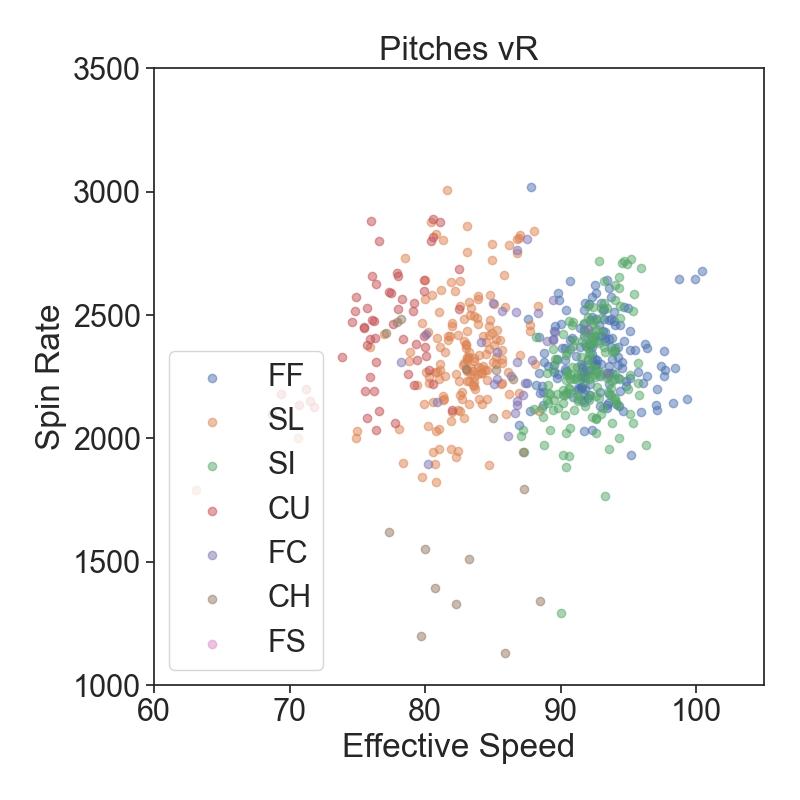 Pitches vR
3500
3000
2500
2000
1500
1000
Spin Rate
FF
SL
SI
CU
FC
CH
FS
60 70 80 90 100
Effective Speed